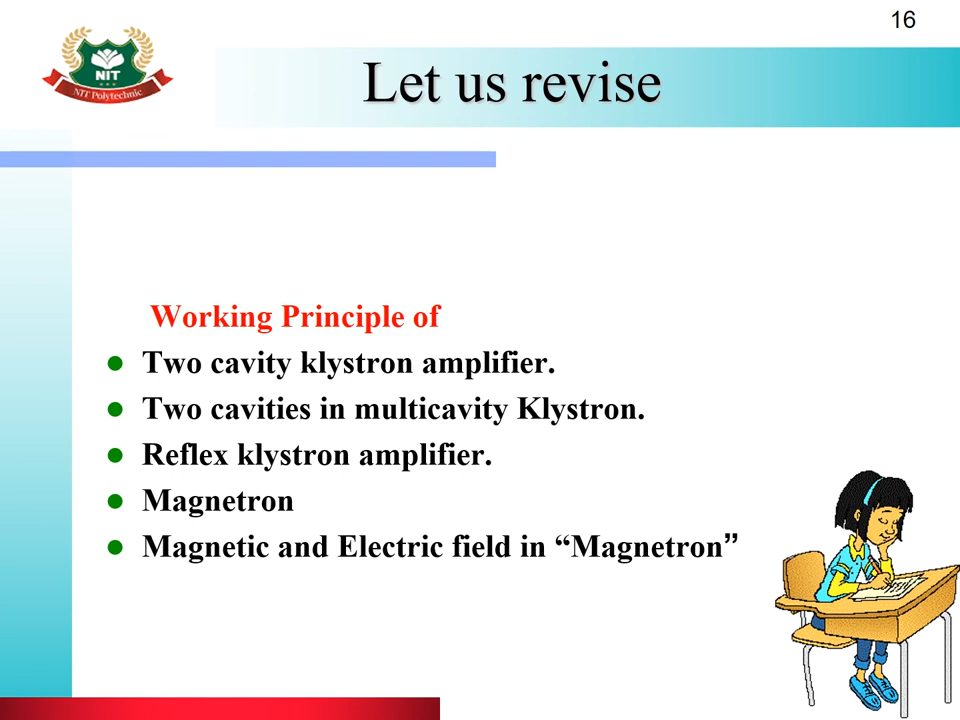 16
NIT
NIT Polytechnic
Let us revise
Working Principle of
Two cavity klystron amplifier.
Two cavities in multicavity Klystron.
Reflex klystron amplifier.
Magnetron
Magnetic and Electric field in “Magnetron”